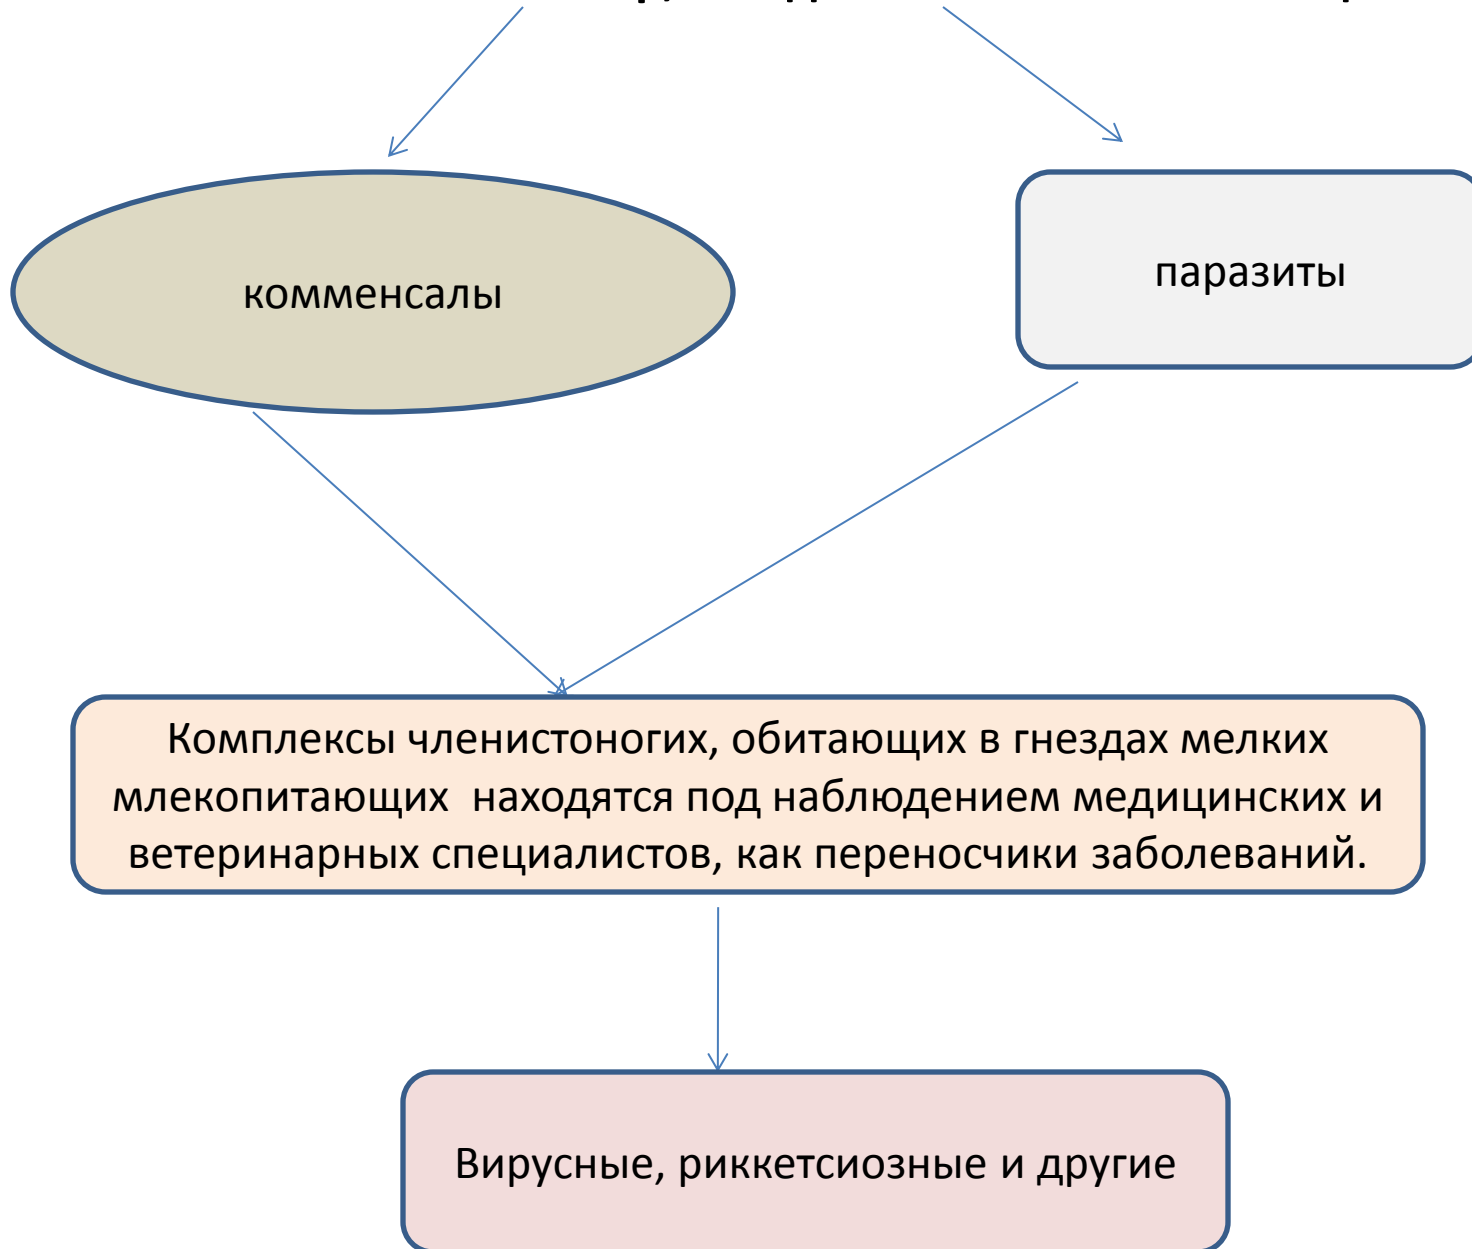 комменсалы
паразиты
Комплексы членистоногих, обитающих в гнездах мелких
млекопитающих находятся под наблюдением медицинских и
ветеринарных специалистов, как переносчики заболеваний.
Вирусные, риккетсиозные и другие